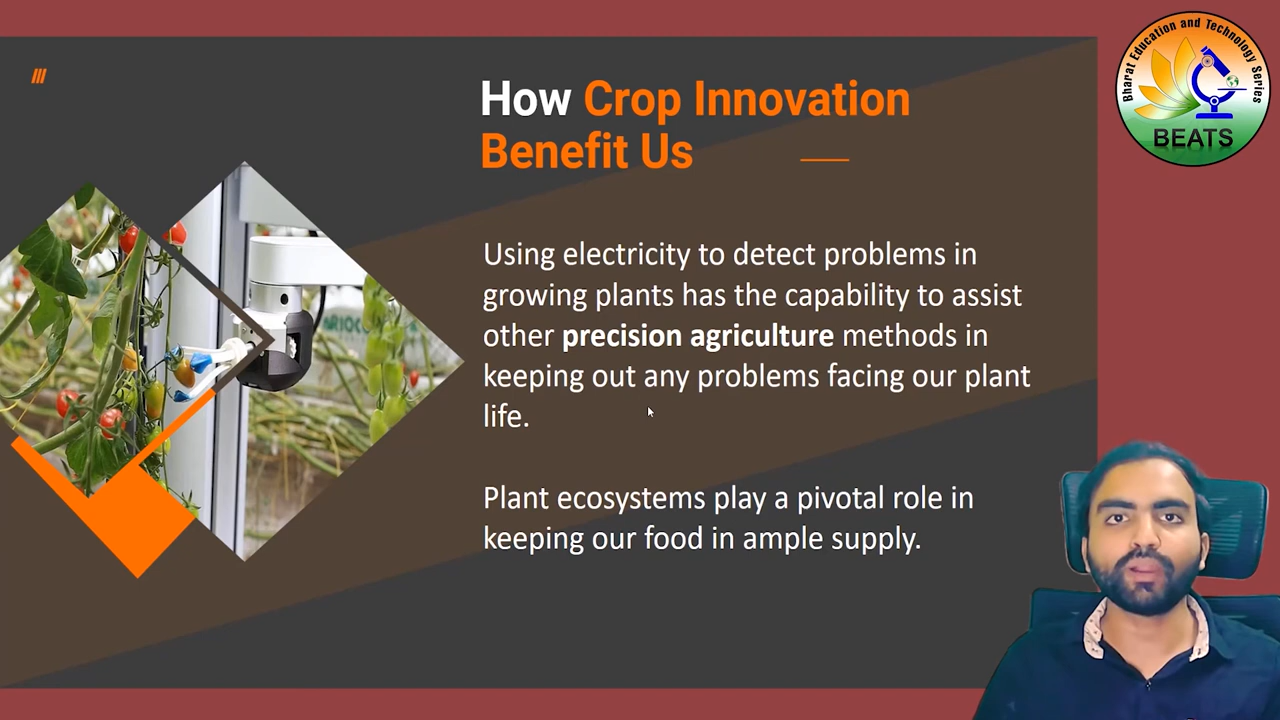 How Crop Innovation
Benefit Us
Using electricity to detect problems in
growing plants has the capability to assist
other precision agriculture methods in
keeping out any problems facing our plant
life.
Plant ecosystems play a pivotal role in
keeping our food in ample supply.
Bharat Education and Technology Series
BEATS